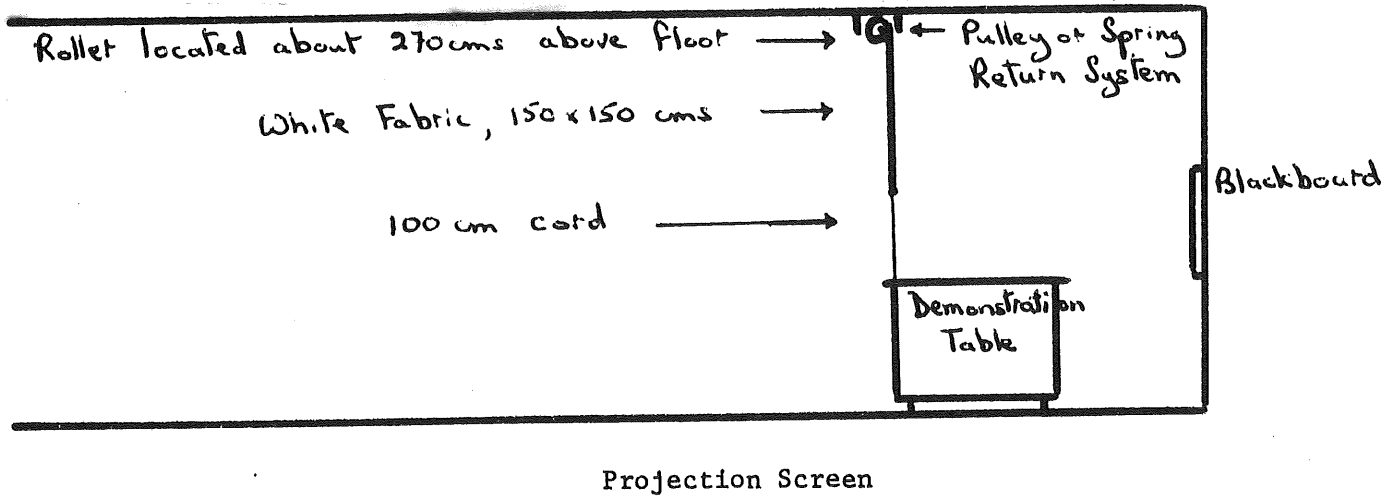 Roller located about 270cms above floor
Pulley or Spring
Return System
White Fabric, 150 x 150 cms
Blackboard
100 cm cord
Demonstration
Table
Projection Screen